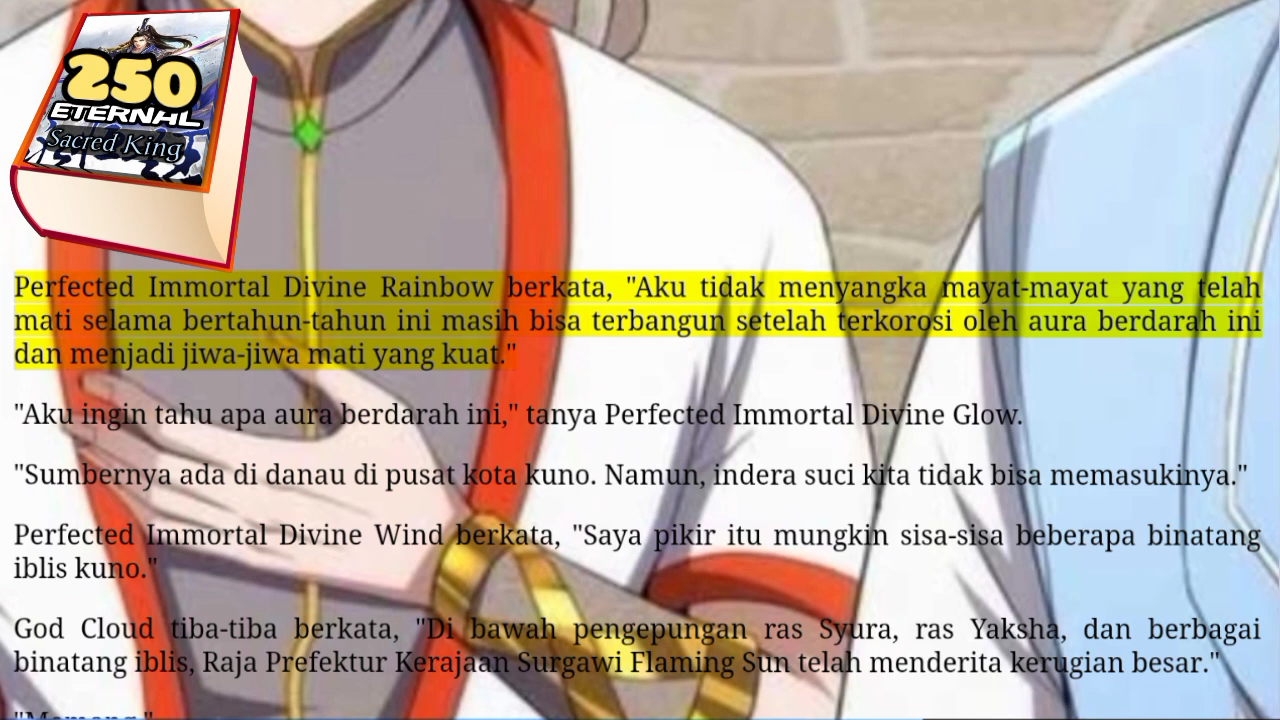 250
ETERNAL
Sacred King
Perfected Immortal Divine Rainbow berkata, "Aku tidak menyangka mayat-mayat yang telah
mati selama bertahun-tahun ini masih bisa terbangun setelah terkorosi oleh aura berdarah ini
dan menjadi jiwa-jiwa mati yang kuat."
"Aku ingin tahu apa aura berdarah ini," tanya Perfected Immortal Divine Glow.
"Sumbernya ada di danau di pusat kota kuno. Namun, indera suci kita tidak bisa memasukinya."
Perfected Immortal Divine Wind berkata, "Saya pikir itu mungkin sisa-sisa beberapa binatang
iblis kuno."
God Cloud tiba-tiba berkata, "Di bawah pengepungan ras Syura, ras Yaksha, dan berbagai
binatang iblis, Raja Prefektur Kerajaan Surgawi Flaming Sun telah menderita kerugian besar."